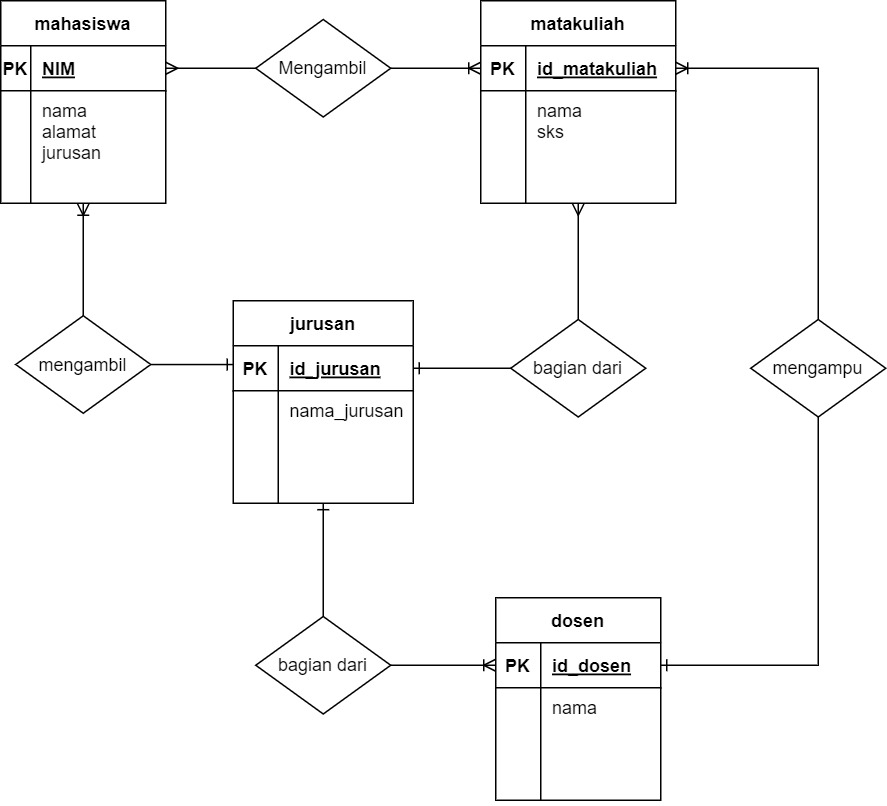 mahasiswa
PK NIM
nama
alamat
jurusan
Mengambil
matakuliah
PK id_matakuliah
nama
sks
mengambil
jurusan
PK id_jurusan
nama_jurusan
bagian dari
mengampu
bagian dari
dosen
PK id_dosen
nama